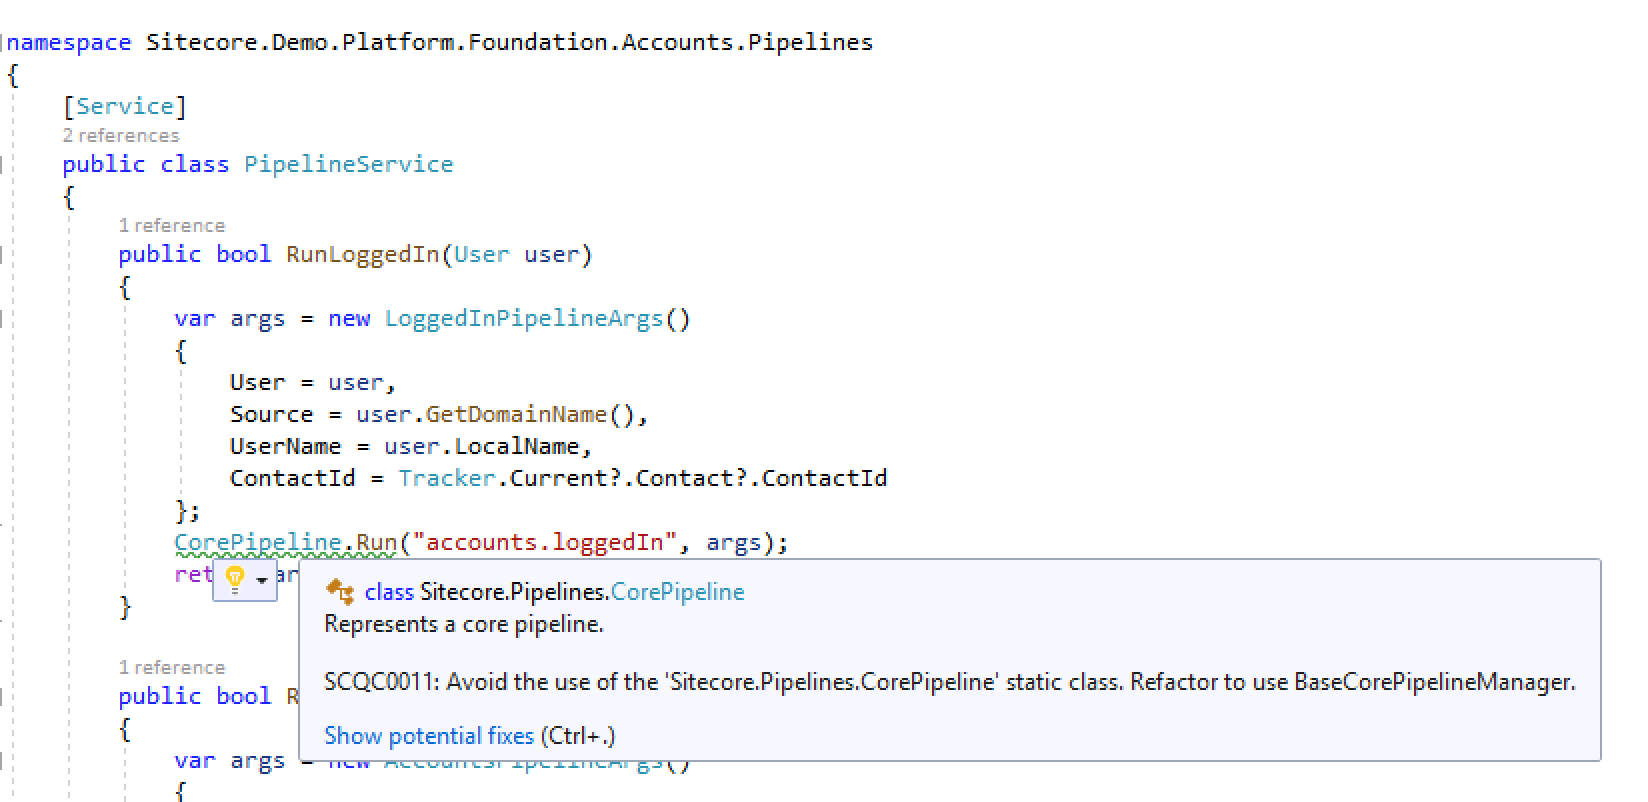 namespace Sitecore.Demo.Platform.Foundation.Accounts.Pipelines
{
[Service]
2 references
public class PipelineService
{
1 reference
public bool RunLoggedIn(User user)
{
var args = new LoggedInPipelineArgs()
{
User = user,
Source = user.GetDomainName(),
UserName = user.LocalName,
ContactId = Tracker.Current?.Contact?.ContactId
};
CorePipeline.Run("accounts.loggedIn", args);
ret ar
class Sitecore.Pipelines.CorePipeline
Represents a core pipeline.
SCQC0011: Avoid the use of the 'Sitecore.Pipelines.CorePipeline' static class. Refactor to use BaseCorePipelineManager.
Show potential fixes (Ctrl+.)
}
1 reference
public bool R
{
var args = new AccountsPipelineArgs()
{